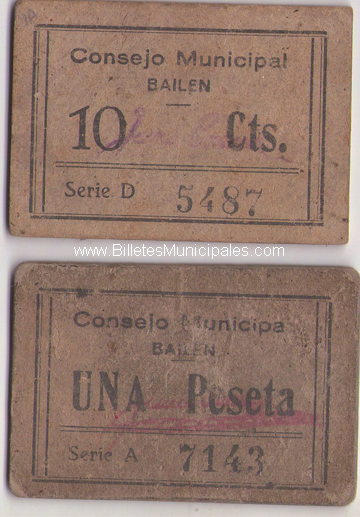 Consejo Municipal
BAILEN
10 Cts.
Serie D 5487
www.BilletesMunicipales.com
Consejo Municipa
BAILEN
UNA Peseta
Serie A 7143